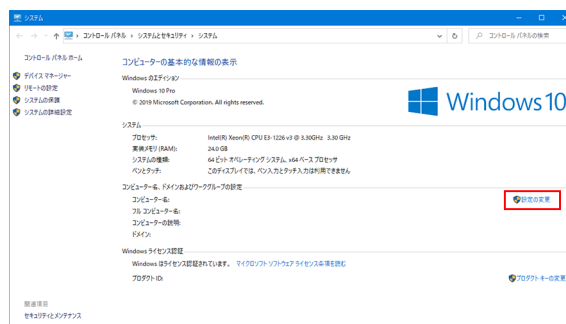 システム
コントロール パネル › システムとセキュリティ › システム
コントロール パネルの検索
コントロール パネル ホーム
デバイス マネージャー
リモートの設定
システムの保護
システムの詳細設定
コンピューターの基本的な情報の表示
Windows のエディション
Windows 10 Pro
© 2019 Microsoft Corporation. All rights reserved.
Windows 10
システム
プロセッサ: Intel(R) Xeon(R) CPU E3-1226 v3 @ 3.30GHz 3.30 GHz
実装メモリ (RAM): 24.0 GB
システムの種類: 64 ビット オペレーティング システム、x64 ベース プロセッサ
ペンとタッチ: このディスプレイでは、ペン入力とタッチ入力は利用できません
コンピューター名、ドメインおよびワークグループの設定
コンピューター名: 設定の変更
フル コンピューター名:
コンピューターの説明:
ドメイン:
Windows ライセンス認証
Windows はライセンス認証されています。 マイクロソフト ソフトウェア ライセンス条項を読む
プロダクト ID: プロダクト キーの変更
関連項目
セキュリティとメンテナンス